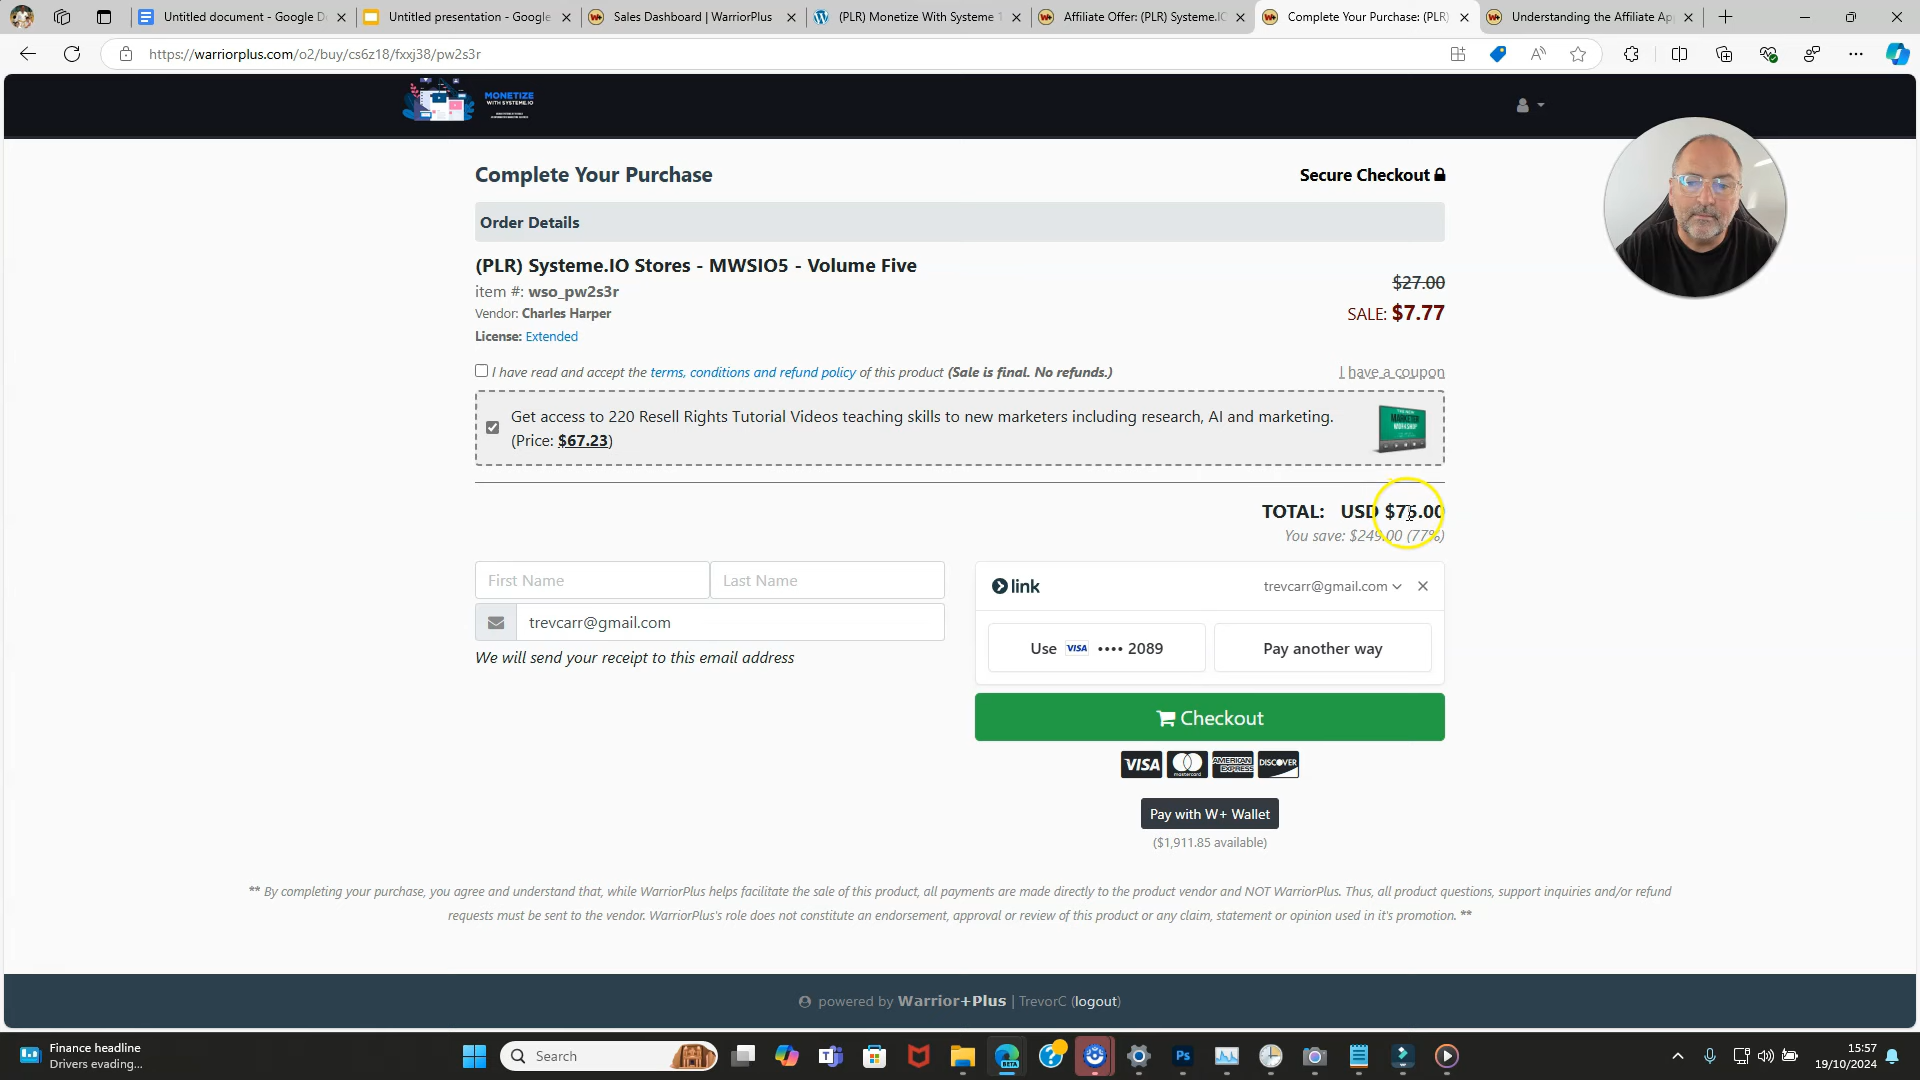 Untitled document - Google D
Untitled presentation - Google
Sales Dashboard | WarriorPlus
(PLR) Monetize With Systeme 1
Affiliate Offer: (PLR) Systeme.IC
Complete Your Purchase: (PLR)
Understanding the Affiliate Ap
https://warriorplus.com/o2/buy/cs6z18/fxxj38/pw2s3r
MONETIZE
WITH SYSTEME.IO
Complete Your Purchase
Secure Checkout
Order Details
(PLR) Systeme.IO Stores - MWSIO5 - Volume Five
$27.00
item #: wso_pw2s3r
Vendor: Charles Harper
SALE: $7.77
License: Extended
I have read and accept the terms, conditions and refund policy of this product (Sale is final. No refunds.)
I have a coupon
Get access to 220 Resell Rights Tutorial Videos teaching skills to new marketers including research, AI and marketing.
(Price: $67.23)
MARKETER
WORKSHOP
TOTAL: USD $75.00
You save: $249.00 (77%)
First Name
Last Name
link
trevcarr@gmail.com
trevcarr@gmail.com
Use VISA •••• 2089
Pay another way
We will send your receipt to this email address
Checkout
VISA
mastercard
AMERICAN EXPRESS
DISCOVER
Pay with W+ Wallet
($1,911.85 available)
** By completing your purchase, you agree and understand that, while WarriorPlus helps facilitate the sale of this product, all payments are made directly to the product vendor and NOT WarriorPlus. Thus, all product questions, support inquiries and/or refund
requests must be sent to the vendor. WarriorPlus's role does not constitute an endorsement, approval or review of this product or any claim, statement or opinion used in it's promotion. **
powered by Warrior+Plus | TrevorC (logout)
Finance headline
Drivers evading...
Search
BETA
Ps
15:57
19/10/2024